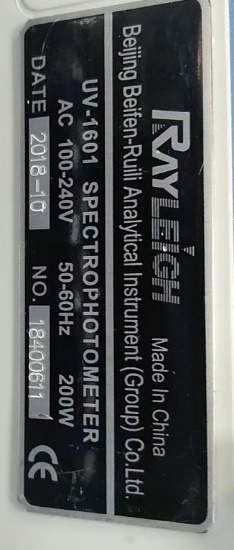 RAYLEIGH Made In China
Beijing Beifen-Ruili Analytical Instrument (Group) Co.Ltd.
UV-1601 SPECTROPHOTOMETER
AC 100-240V 50-60Hz 200W
DATE 2018-10 NO. 18400611
CE